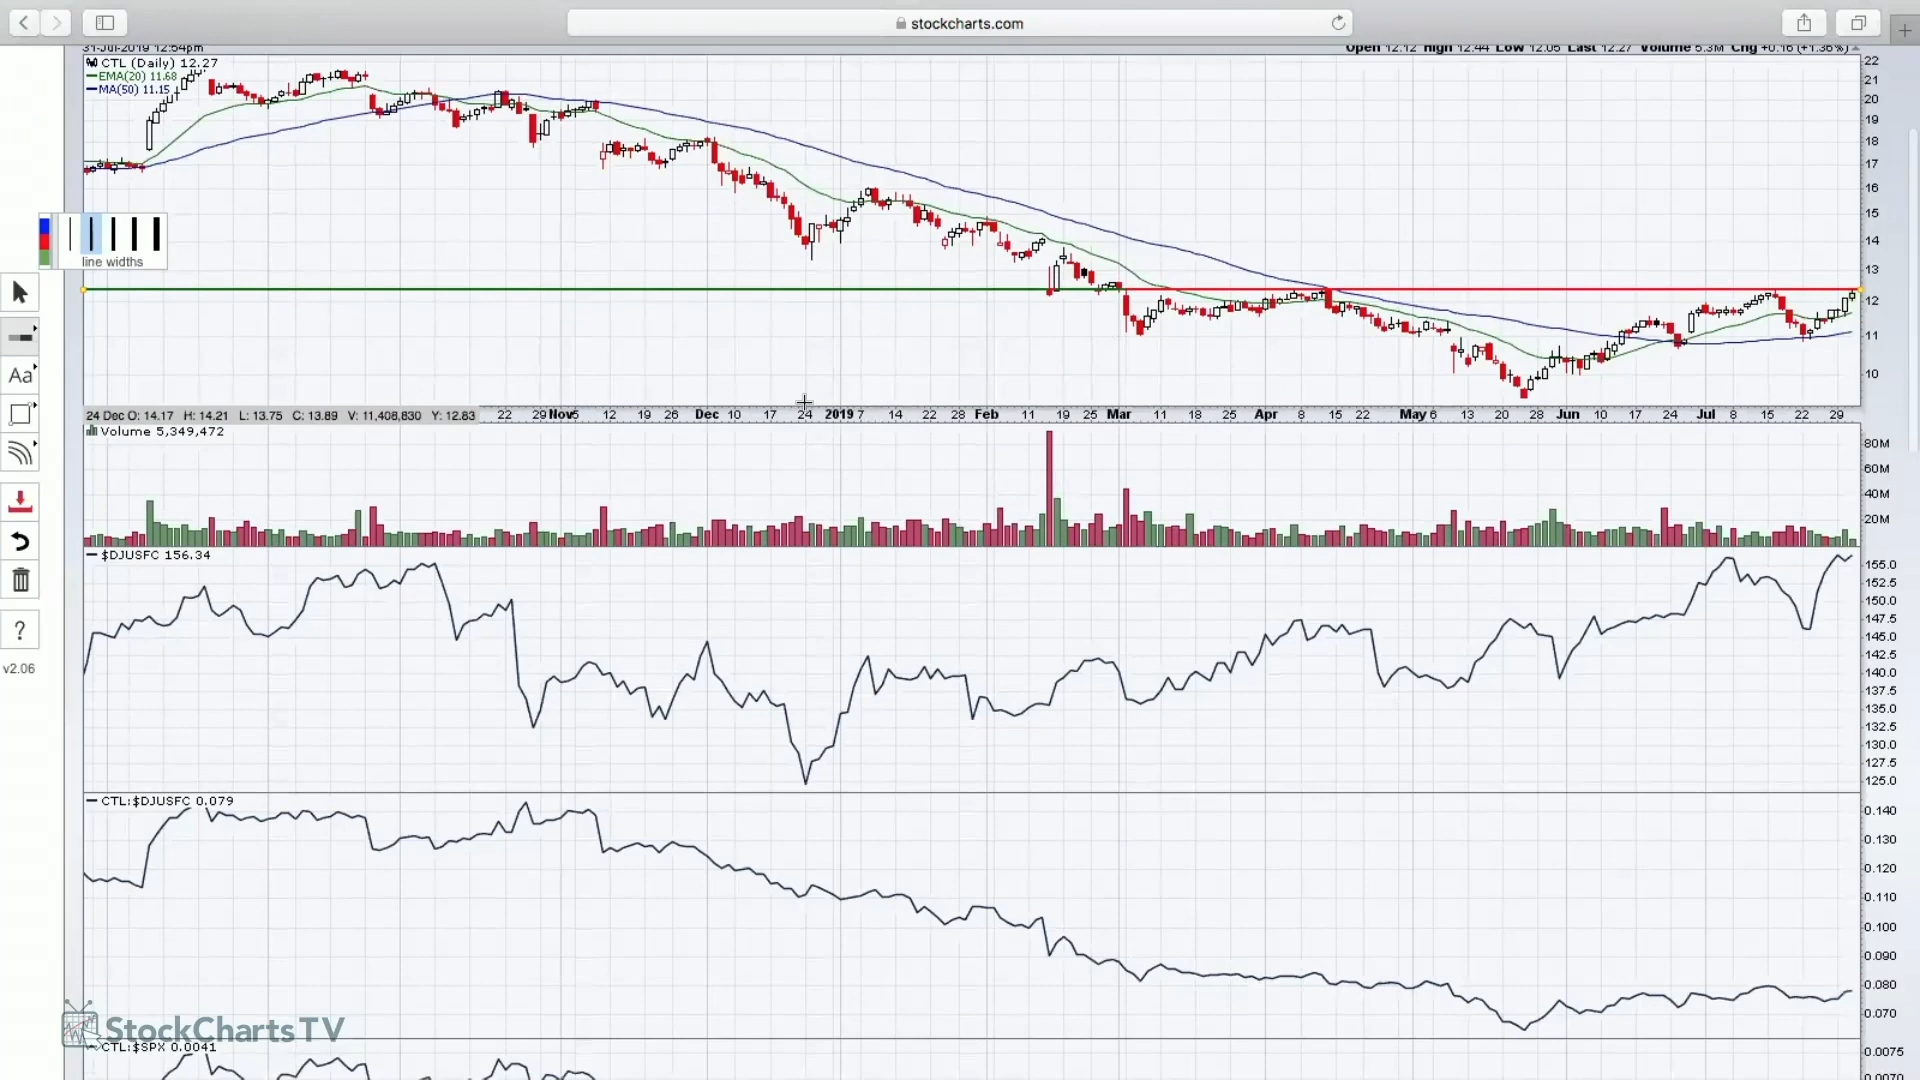 stockcharts.com
31-Jul-2019 12:54pm
Open 12.12 High 12.44 Low 12.05 Last 12.27 Volume 5.3M Chg +0.16 (+1.36%)
CTL (Daily) 12.27
EMA(20) 11.68
MA(50) 11.15
22
21
20
19
18
17
16
15
14
13
12
11
10
line widths
Aa
?
v2.06
24 Dec O: 14.17 H: 14.21 L: 13.75 C: 13.89 V: 11,408,830 Y: 12.83
22 29 Nov 5 12 19 26 Dec 10 17 24 2019 7 14 22 28 Feb 11 19 25 Mar 11 18 25 Apr 8 15 22 May 6 13 20 28 Jun 10 17 24 Jul 8 15 22 29
Volume 5,349,472
80M
60M
40M
20M
$DJUSFC 156.34
155.0
152.5
150.0
147.5
145.0
142.5
140.0
137.5
135.0
132.5
130.0
127.5
125.0
CTL:$DJUSFC 0.079
0.140
0.130
0.120
0.110
0.100
0.090
0.080
0.070
StockChartsTV
CTL:$SPX 0.0041
0.0075
0.0070